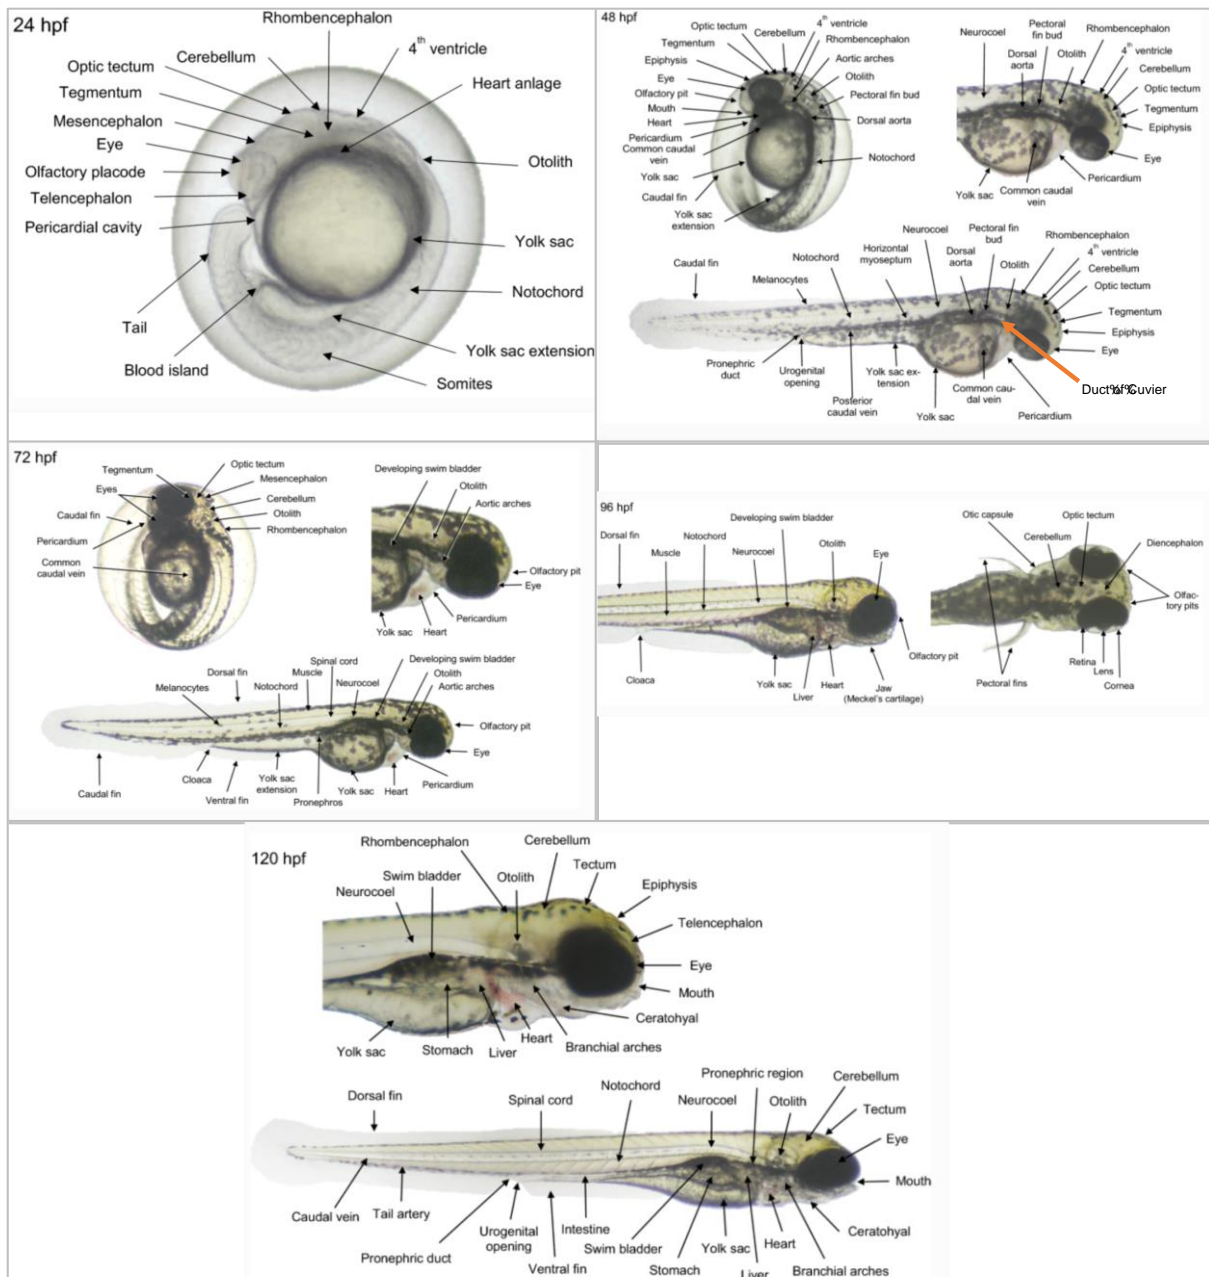 24 hpf
Rhombencephalon
4th ventricle
Cerebellum
Optic tectum
Heart anlage
Tegmentum
Mesencephalon
Eye
Otolith
Olfactory placode
Telencephalon
Pericardial cavity
Yolk sac
Notochord
Tail
Blood island
Yolk sac extension
Somites
48 hpf
Optic tectum
Cerebellum
4th ventricle
Tegmentum
Rhombencephalon
Epiphysis
Aortic arches
Eye
Otolith
Olfactory pit
Pectoral fin bud
Mouth
Heart
Dorsal aorta
Pericardium
Common caudal
vein
Notochord
Yolk sac
Caudal fin
Yolk sac
extension
Neurocoel
Pectoral
fin bud
Rhombencephalon
Dorsal
aorta
Otolith
4th
ventricle
Cerebellum
Optic tectum
Tegmentum
Epiphysis
Eye
Pericardium
Yolk sac
Common caudal
vein
Caudal fin
Melanocytes
Notochord
Horizontal
myoseptum
Neurocoel
Dorsal
aorta
Pectoral fin
bud
Otolith
Rhombencephalon
4th
ventricle
Cerebellum
Optic tectum
Tegmentum
Epiphysis
Eye
Pronephric
duct
Urogenital
opening
Posterior
caudal vein
Yolk sac ex-
tension
Yolk sac
Common cau-
dal vein
Pericardium
Duct%of%Cuvier
72 hpf
Tegmentum
Optic tectum
Mesencephalon
Eyes
Cerebellum
Caudal fin
Otolith
Rhombencephalon
Pericardium
Common
caudal vein
Developing swim bladder
Otolith
Aortic arches
Olfactory pit
Eye
Pericardium
Yolk sac
Heart
Dorsal fin
Melanocytes
Notochord
Muscle
Spinal cord
Neurocoel
Developing swim bladder
Otolith
Aortic arches
Olfactory pit
Eye
Pericardium
Caudal fin
Cloaca
Ventral fin
Yolk sac
extension
Pronephros
Yolk sac
Heart
96 hpf
Dorsal fin
Muscle
Notochord
Neurocoel
Developing swim bladder
Otolith
Eye
Olfactory pit
Cloaca
Yolk sac
Liver
Heart
Jaw
(Meckel's cartilage)
Otic capsule
Cerebellum
Optic tectum
Diencephalon
Olfac-
tory pits
Retina
Lens
Cornea
Pectoral fins
120 hpf
Rhombencephalon
Cerebellum
Swim bladder
Otolith
Tectum
Neurocoel
Epiphysis
Telencephalon
Eye
Mouth
Ceratohyal
Yolk sac
Stomach
Liver
Heart
Branchial arches
Dorsal fin
Spinal cord
Notochord
Neurocoel
Pronephric region
Otolith
Cerebellum
Tectum
Eye
Mouth
Caudal vein
Tail artery
Pronephric duct
Urogenital
opening
Ventral fin
Intestine
Swim bladder
Stomach
Yolk sac
Liver
Heart
Branchial arches
Ceratohyal